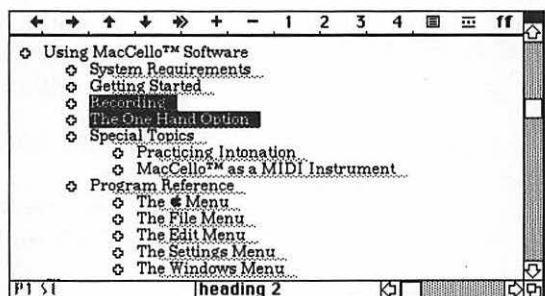 + − 1 2 3 4 ff
Using MacCello™ Software
System Requirements
Getting Started
Recording
The One Hand Option
Special Topics
Practicing Intonation
MacCello™ as a MIDI Instrument
Program Reference
The  Menu
The File Menu
The Edit Menu
The Settings Menu
The Windows Menu
P1 heading 2